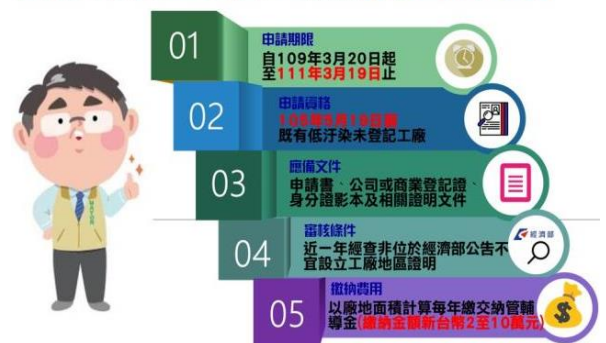 01
申請期限
自109年3月20日起
至111年3月19日止
02
申請資格
105年5月19日前
既有低汙染未登記工廠
03
應備文件
申請書、公司或商業登記證、
身分證影本及相關證明文件
04
審核條件
近一年經查非位於經濟部公告不
宜設立工廠地區證明
經濟部
05
繳納費用
以廠地面積計算每年繳交納管輔
導金(繳納金額新台幣2至10萬元)
MAYOR